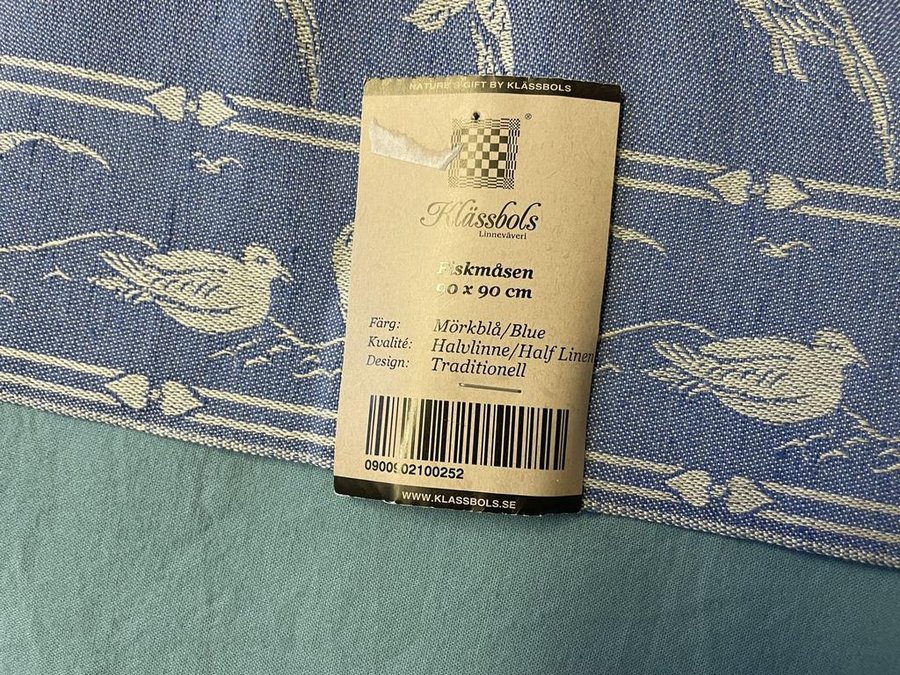 NATURE'S GIFT BY KLÄSSBOLS
®
Klässbols
Linneväveri
Fiskmåsen
90 x 90 cm
Färg: Mörkblå/Blue
Kvalité: Halvlinne/Half Linen
Design: Traditionell
0900902100252
WWW.KLASSBOLS.SE